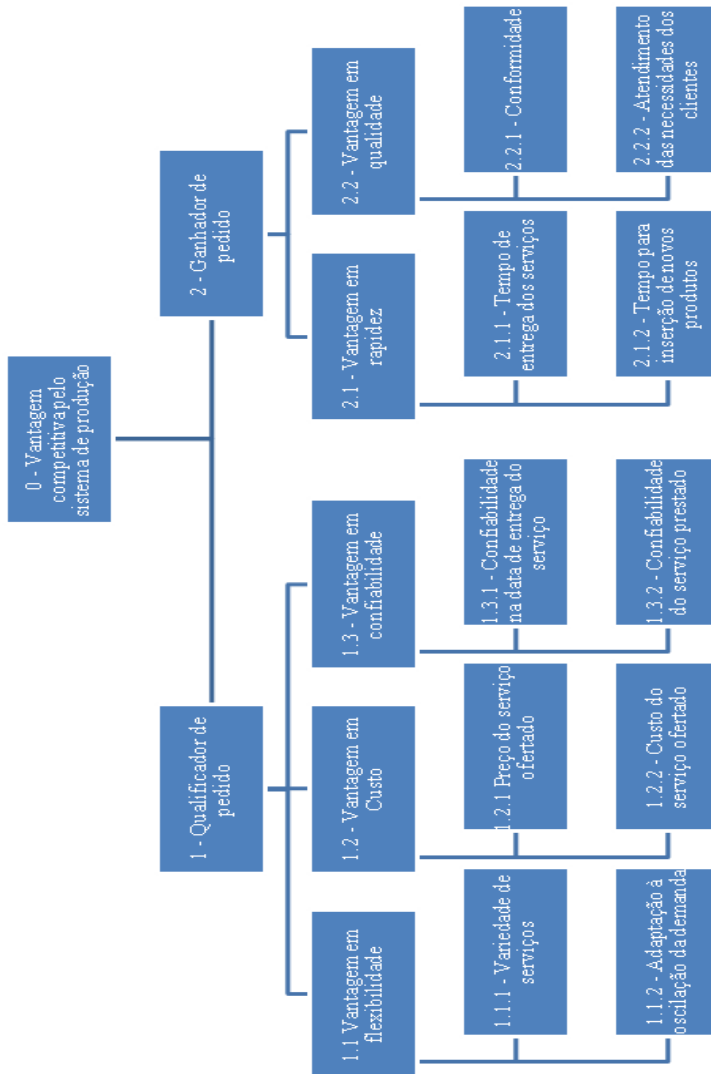 0 - Vantagem
competitiva pelo
sistema de produção
1 - Qualificador de
pedido
2 - Ganhador de
pedido
1.1 Vantagem em
flexibilidade
1.2 - Vantagem em
Custo
1.3 - Vantagem em
confiabilidade
2.1 - Vantagem em
rapidez
2.2 - Vantagem em
qualidade
1.1.1 - Variedade de
serviços
1.2.1 Preço do serviço
ofertado
1.3.1 - Confiabilidade
na data de entrega do
serviço
2.1.1 - Tempo de
entrega dos serviços
2.2.1 - Conformidade
1.1.2 - Adaptação à
oscilação da demanda
1.2.2 - Custo do
serviço ofertado
1.3.2 - Confiabilidade
do serviço prestado
2.1.2 - Tempo para
inserção de novos
produtos
2.2.2 - Atendimento
das necessidades dos
clientes